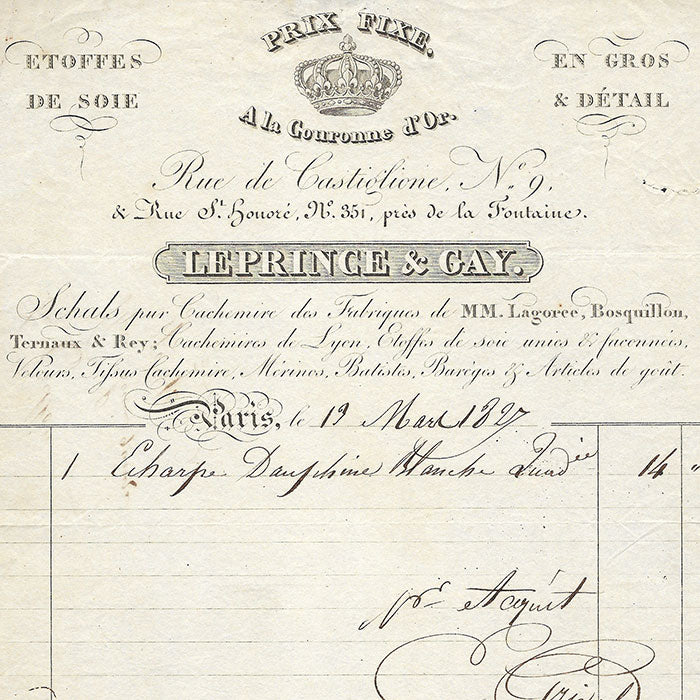 PRIX FIXE.
ETOFFES
DE SOIE
EN GROS
& DÉTAIL
A la Couronne d'Or.
Rue de Castiglione, N.º 9,
& Rue S.t Honoré, N.º 351, près de la Fontaine.
LEPRINCE & GAY.
Schals pur Cachemire des Fabriques de MM. Lagorce, Bosquillon,
Ternaux & Rey; Cachemires de Lyon, Etoffes de soie unies & façonnées,
Velours, Tissus Cachemire, Mérinos, Batistes, Barèges & Articles de goût.
Paris, le 19 Mars 1827
1 Echarpe Dauphine Blanche 14 "
pr acquit